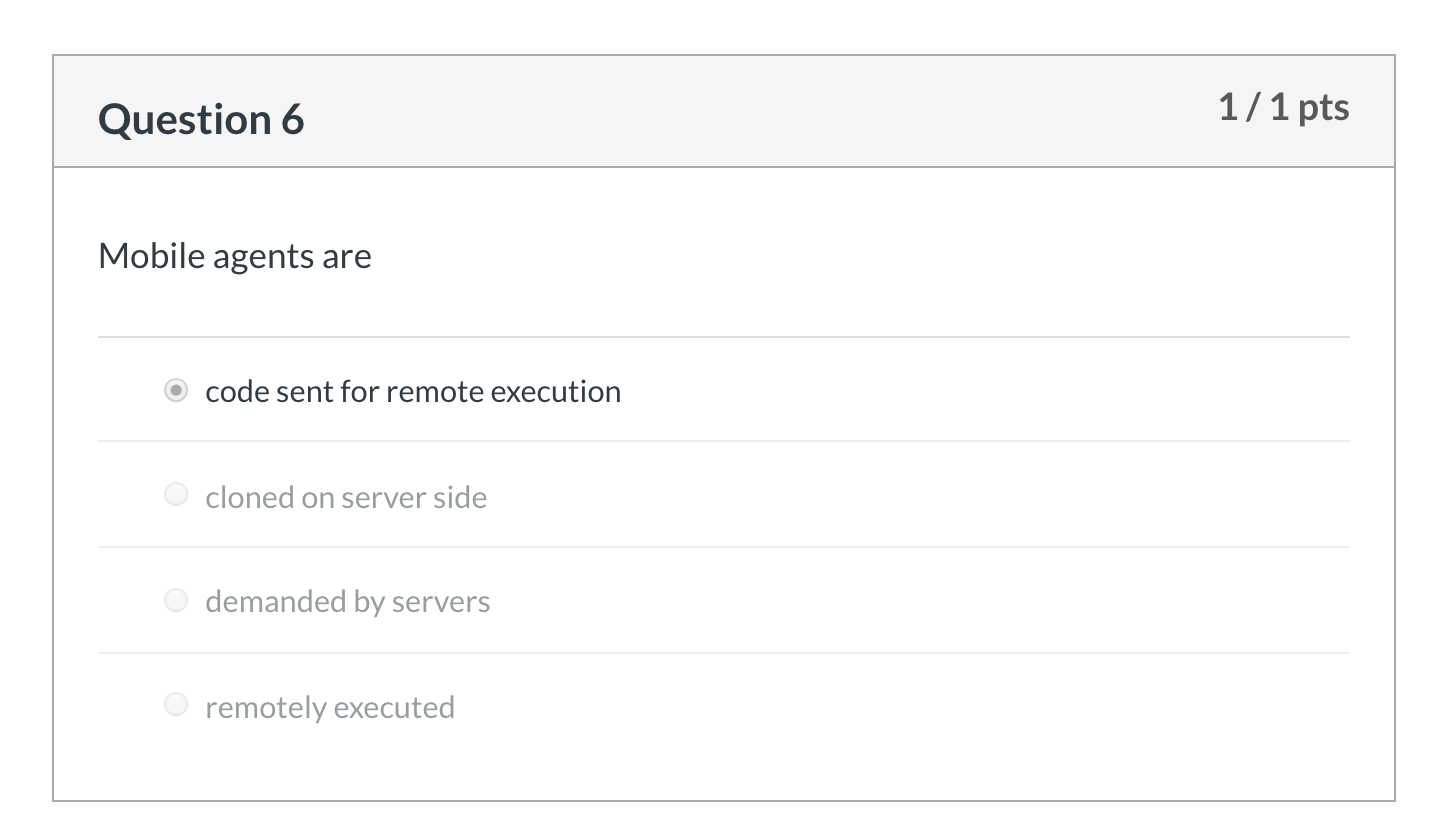 Question 6
1 / 1 pts
Mobile agents are
code sent for remote execution
cloned on server side
demanded by servers
remotely executed